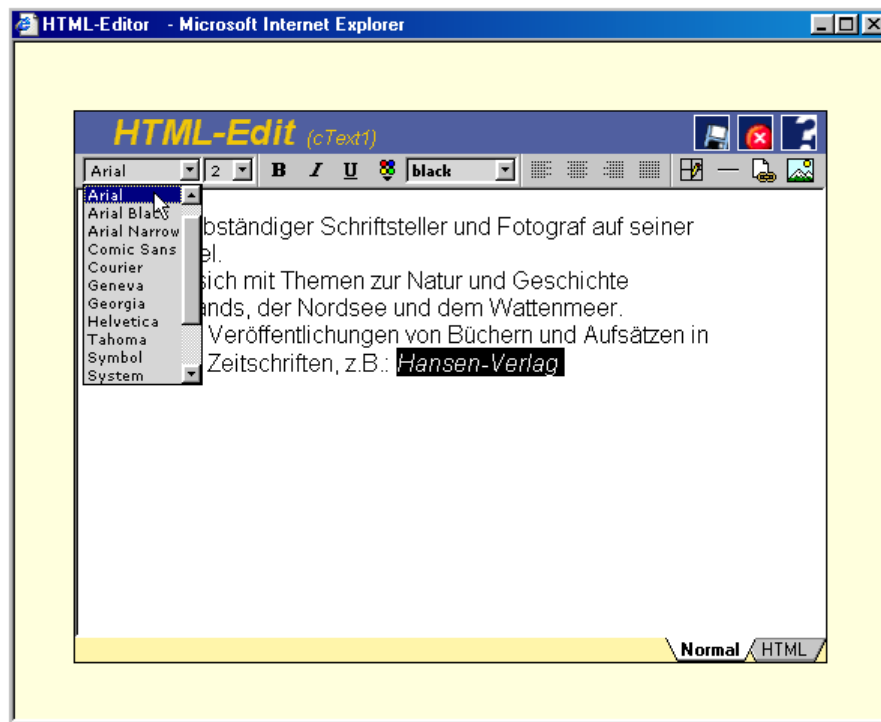 HTML-Editor - Microsoft Internet Explorer
HTML-Edit (cText1)
Arial 2 B I U black
Arial
Arial Black
Arial Narrow
Comic Sans
Courier
Geneva
Georgia
Helvetica
Tahoma
Symbol
System
bständiger Schriftsteller und Fotograf auf seiner
el.
sich mit Themen zur Natur und Geschichte
ands, der Nordsee und dem Wattenmeer.
Veröffentlichungen von Büchern und Aufsätzen in
Zeitschriften, z.B.: Hansen-Verlag
Normal HTML